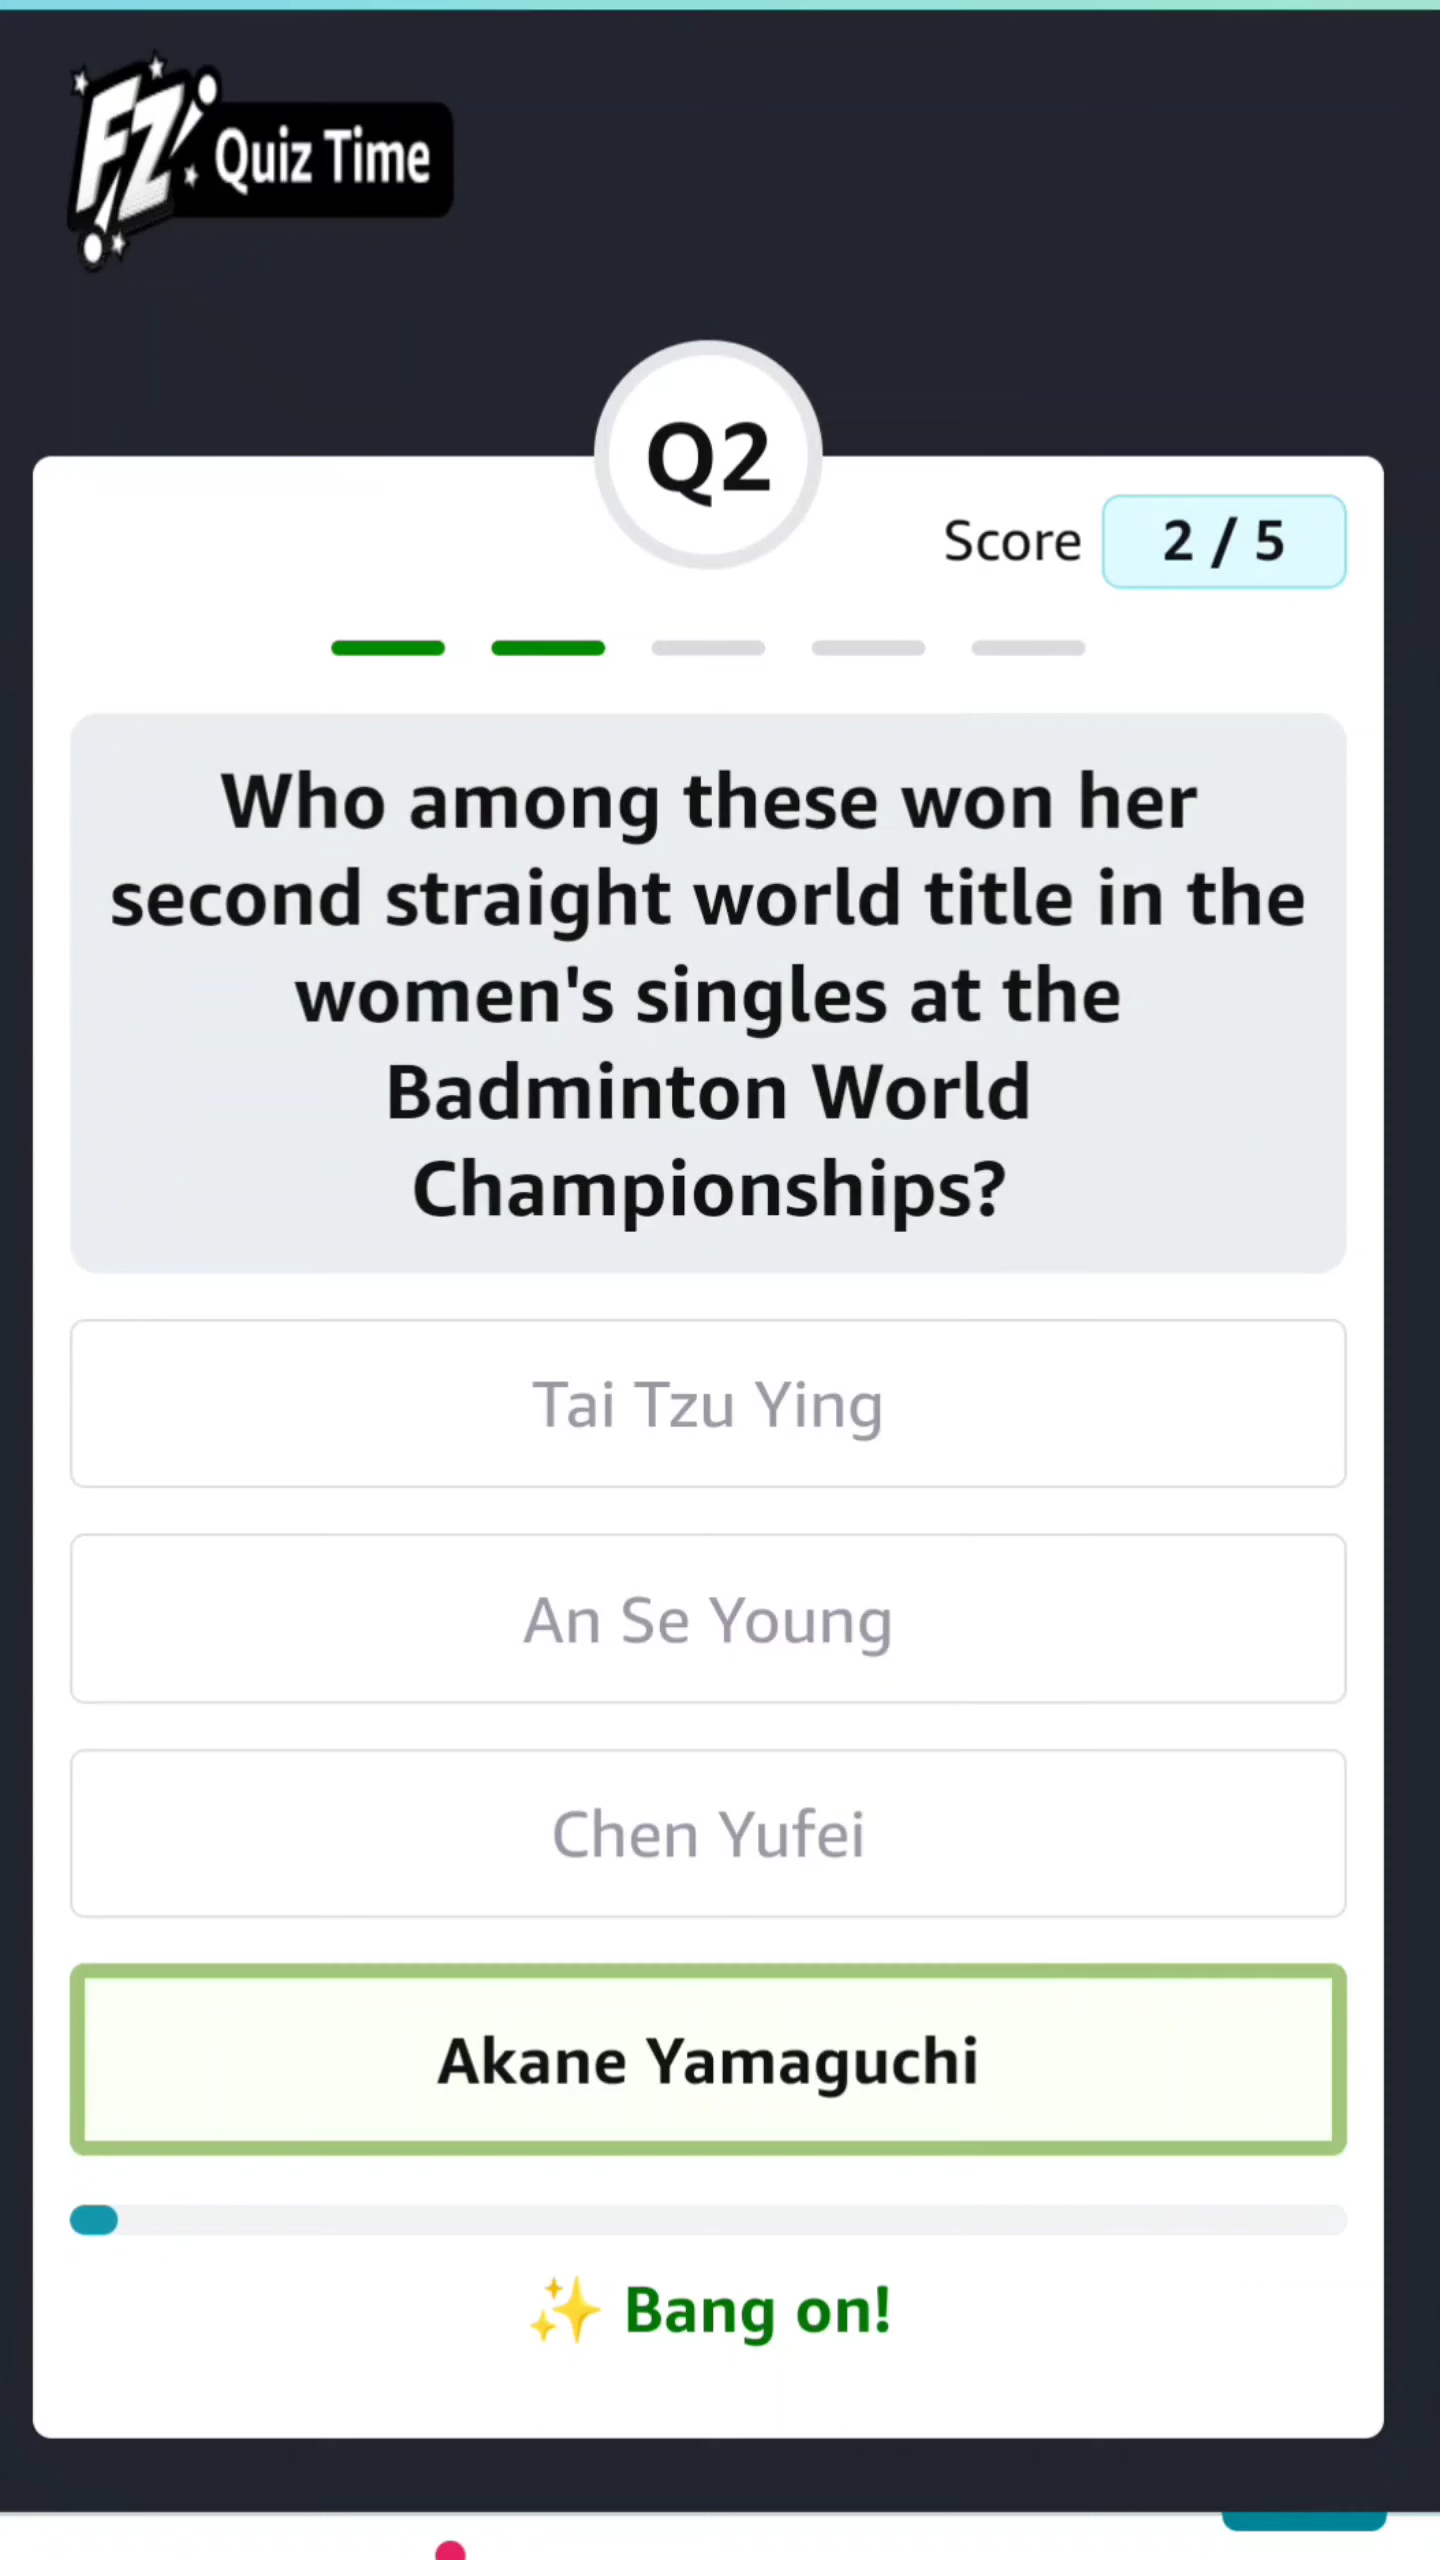 FZ Quiz Time
Q2
Score 2 / 5
Who among these won her
second straight world title in the
women's singles at the
Badminton World
Championships?
Tai Tzu Ying
An Se Young
Chen Yufei
Akane Yamaguchi
✨ Bang on!